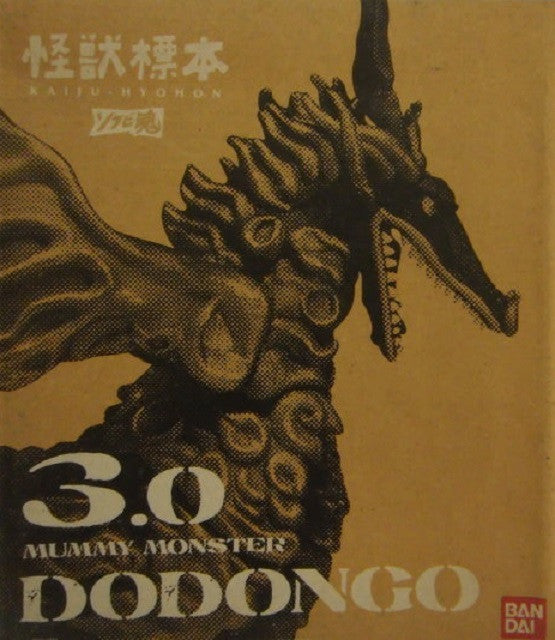 怪獣標本
KAIJU-HYOHON
ソフビ魂
3.0
MUMMY MONSTER
DODONGO
BAN
DAI